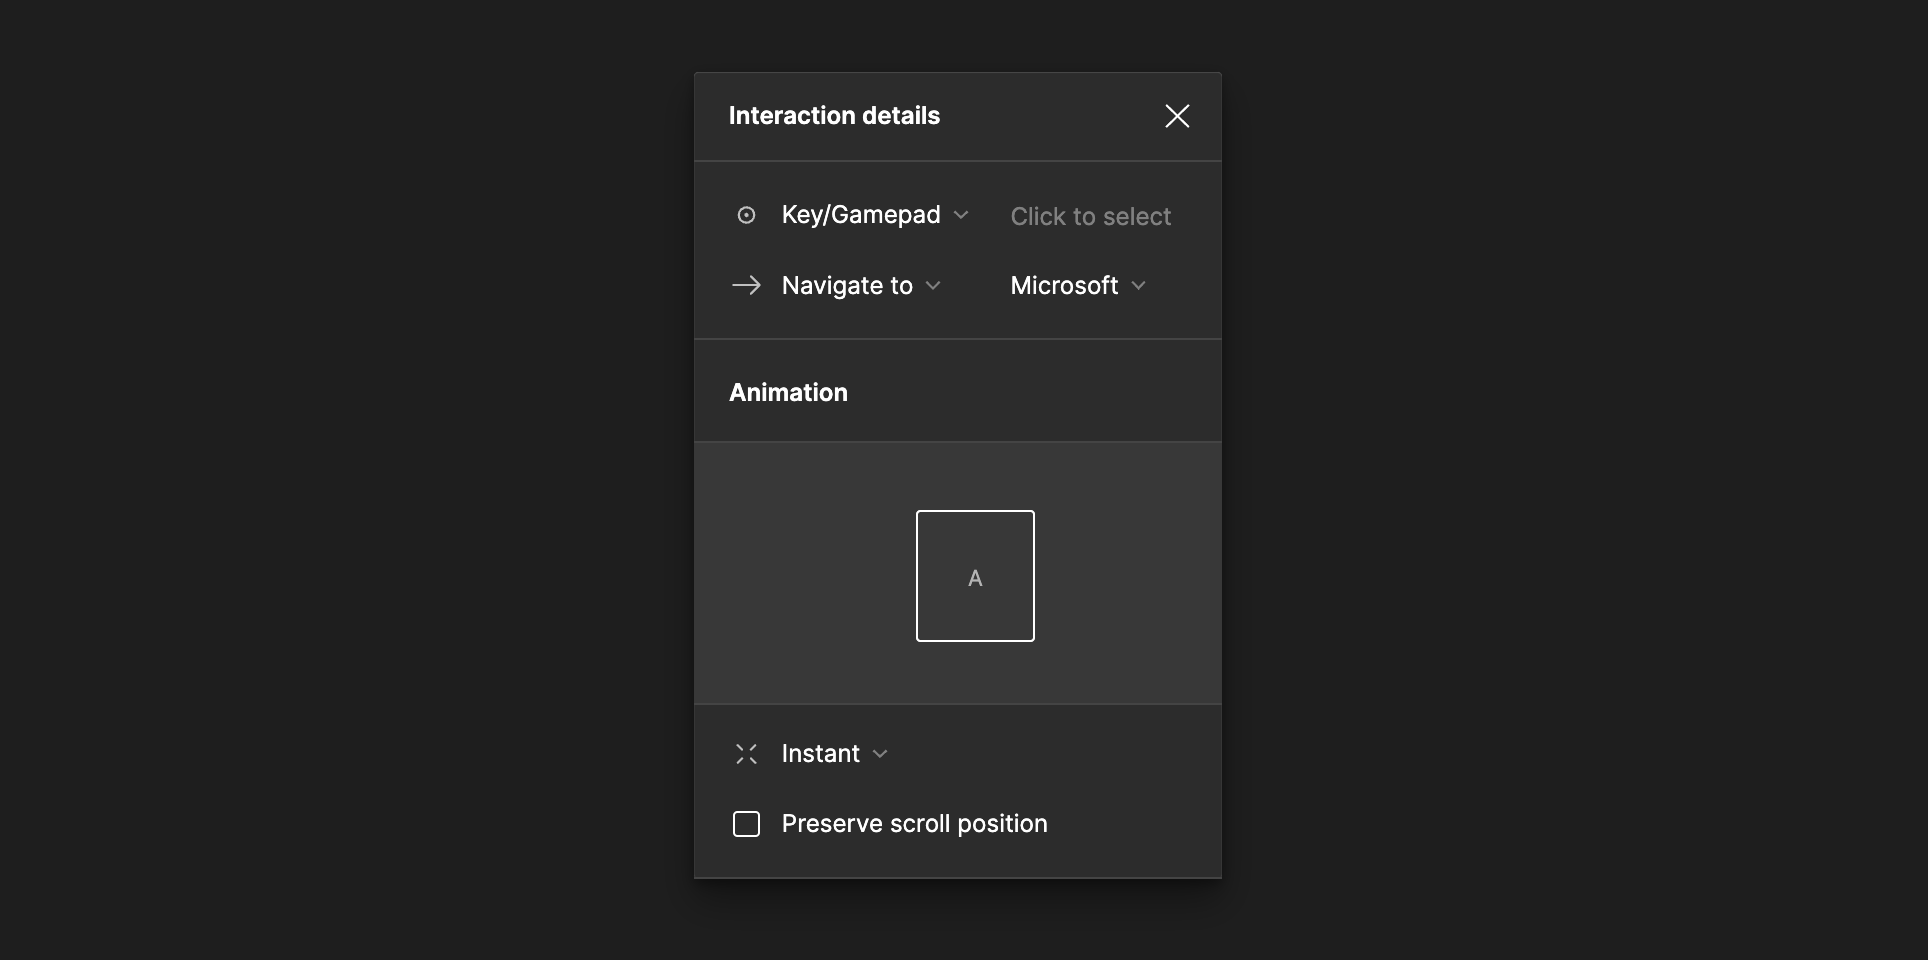 Interaction details
Key/Gamepad Click to select
Navigate to Microsoft
Animation
A
Instant
Preserve scroll position